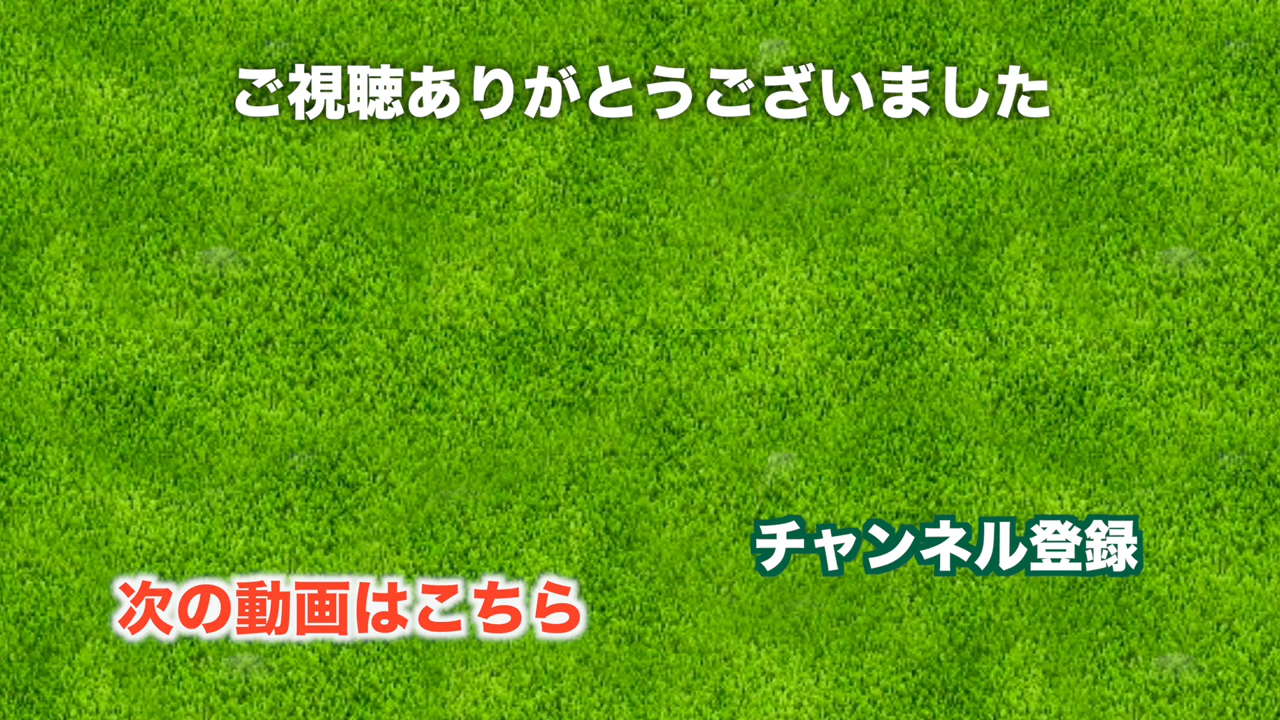 ご視聴ありがとうございました
チャンネル登録
次の動画はこちら